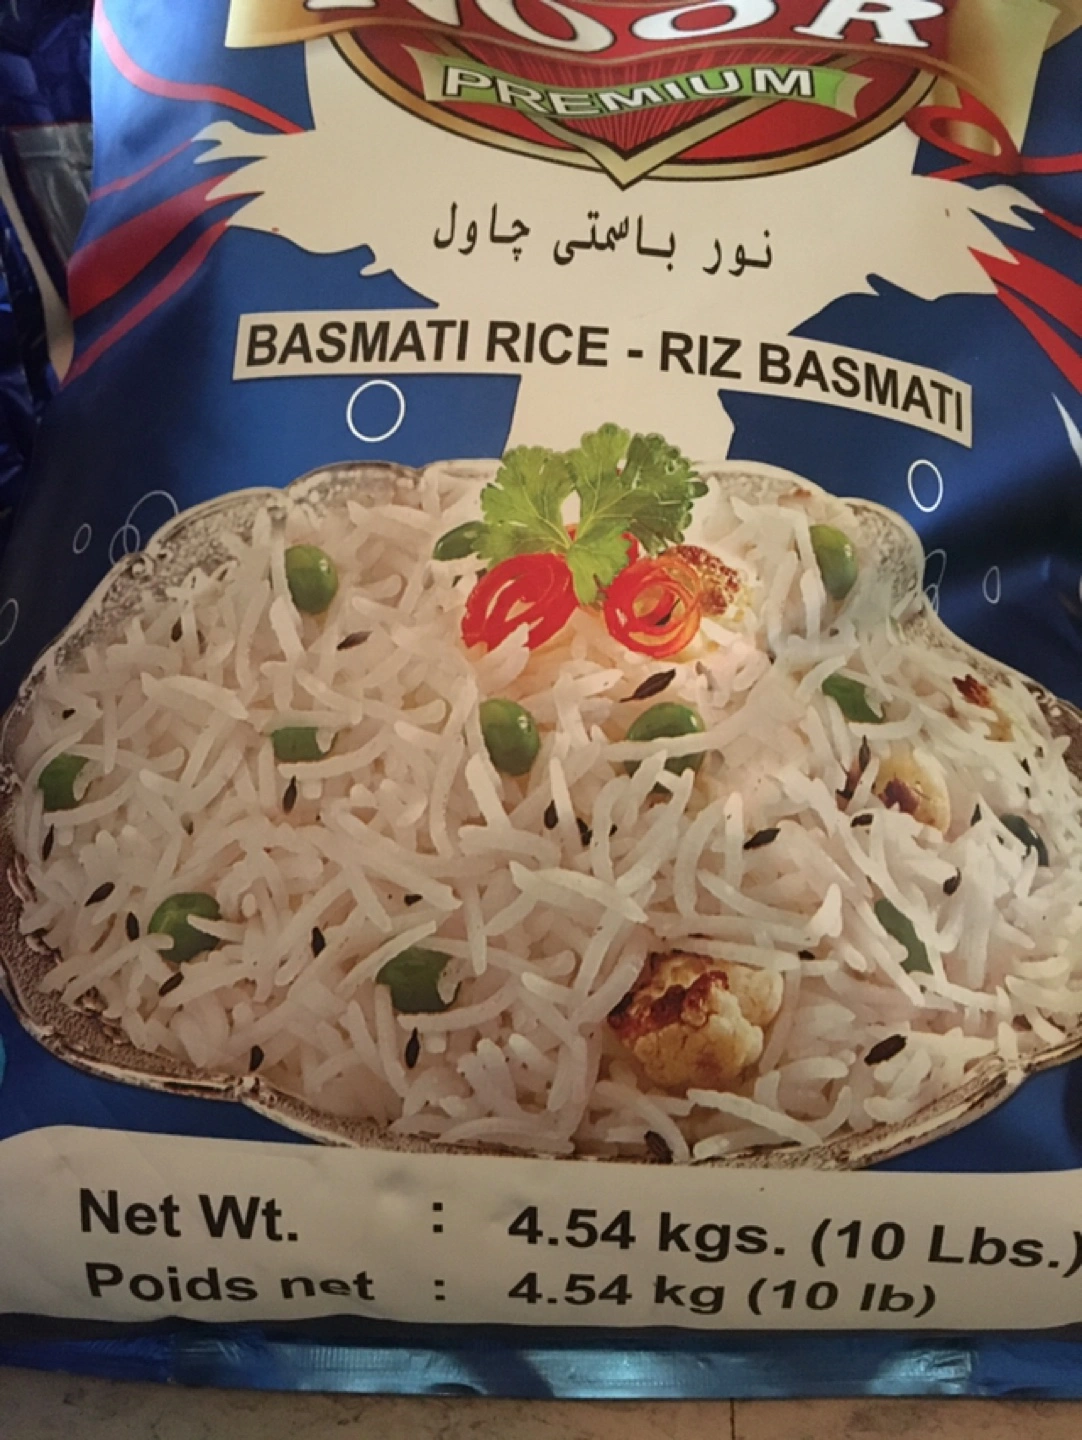 NOOR
PREMIUM
نور باسمتی چاول
BASMATI RICE - RIZ BASMATI
Net Wt. : 4.54 kgs. (10 Lbs.)
Poids net : 4.54 kg (10 lb)